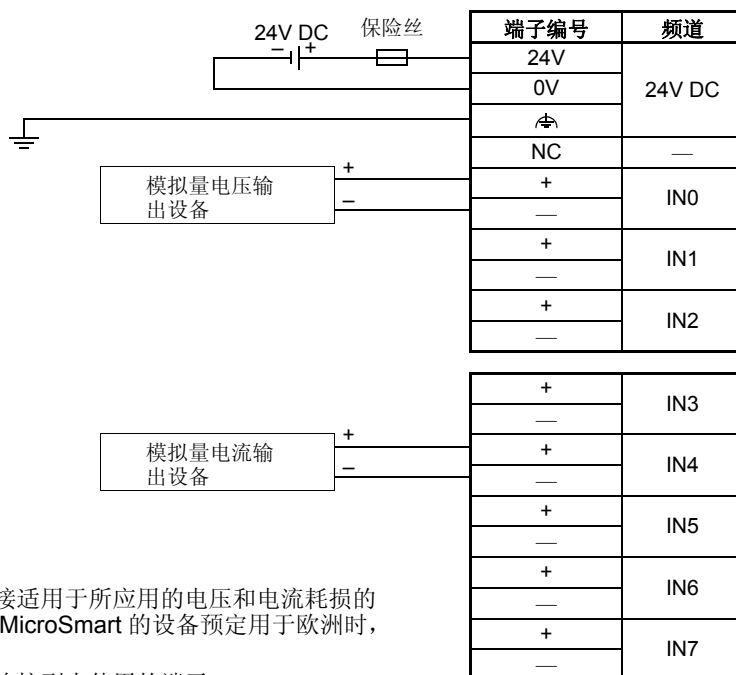 24V DC
保险丝
– +
端子编号 频道
24V
0V
24V DC
NC —
模拟量电压输
出设备
+
–
+
—
IN0
+
—
IN1
+
—
IN2
+
—
IN3
模拟量电流输
出设备
+
–
+
—
IN4
+
—
IN5
+
—
IN6
+
—
IN7
接适用于所应用的电压和电流耗损的
MicroSmart 的设备预定用于欧洲时，